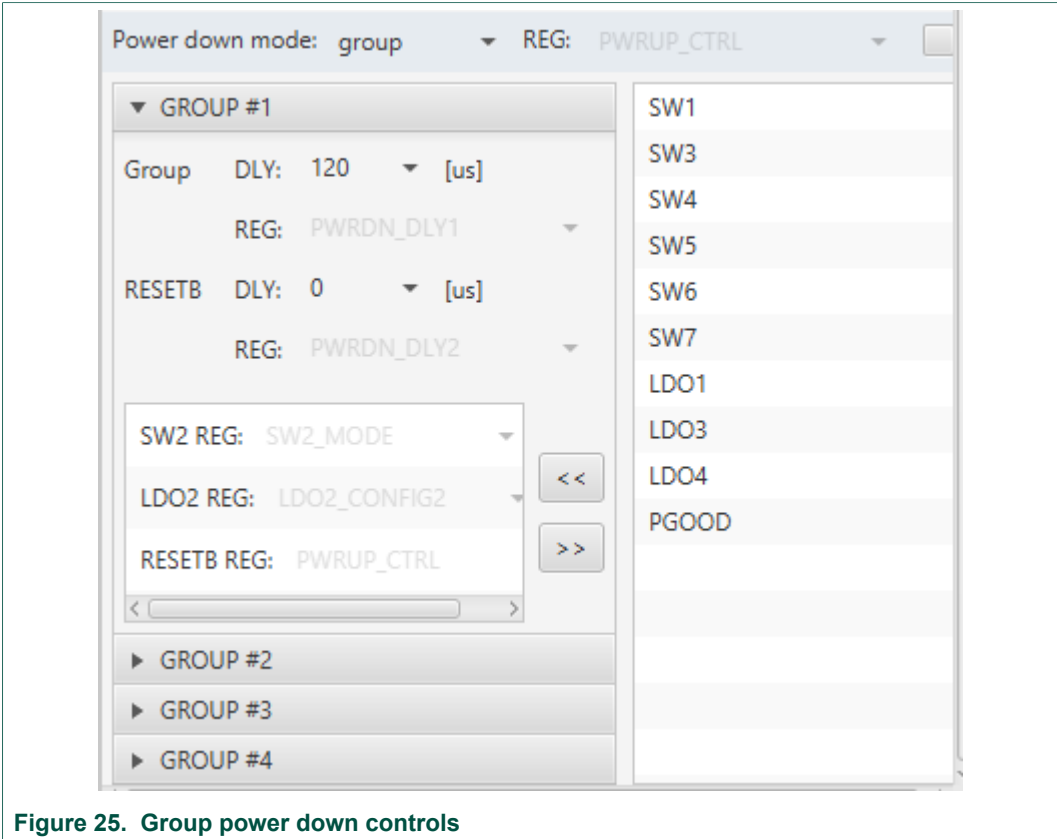 Power down mode: group REG: PWRUP_CTRL
GROUP #1
Group DLY: 120 [us]
REG: PWRDN_DLY1
RESETB DLY: 0 [us]
REG: PWRDN_DLY2
SW2 REG: SW2_MODE
LDO2 REG: LDO2_CONFIG2
RESETB REG: PWRUP_CTRL
<<
>>
GROUP #2
GROUP #3
GROUP #4
SW1
SW3
SW4
SW5
SW6
SW7
LDO1
LDO3
LDO4
PGOOD
Figure 25. Group power down controls